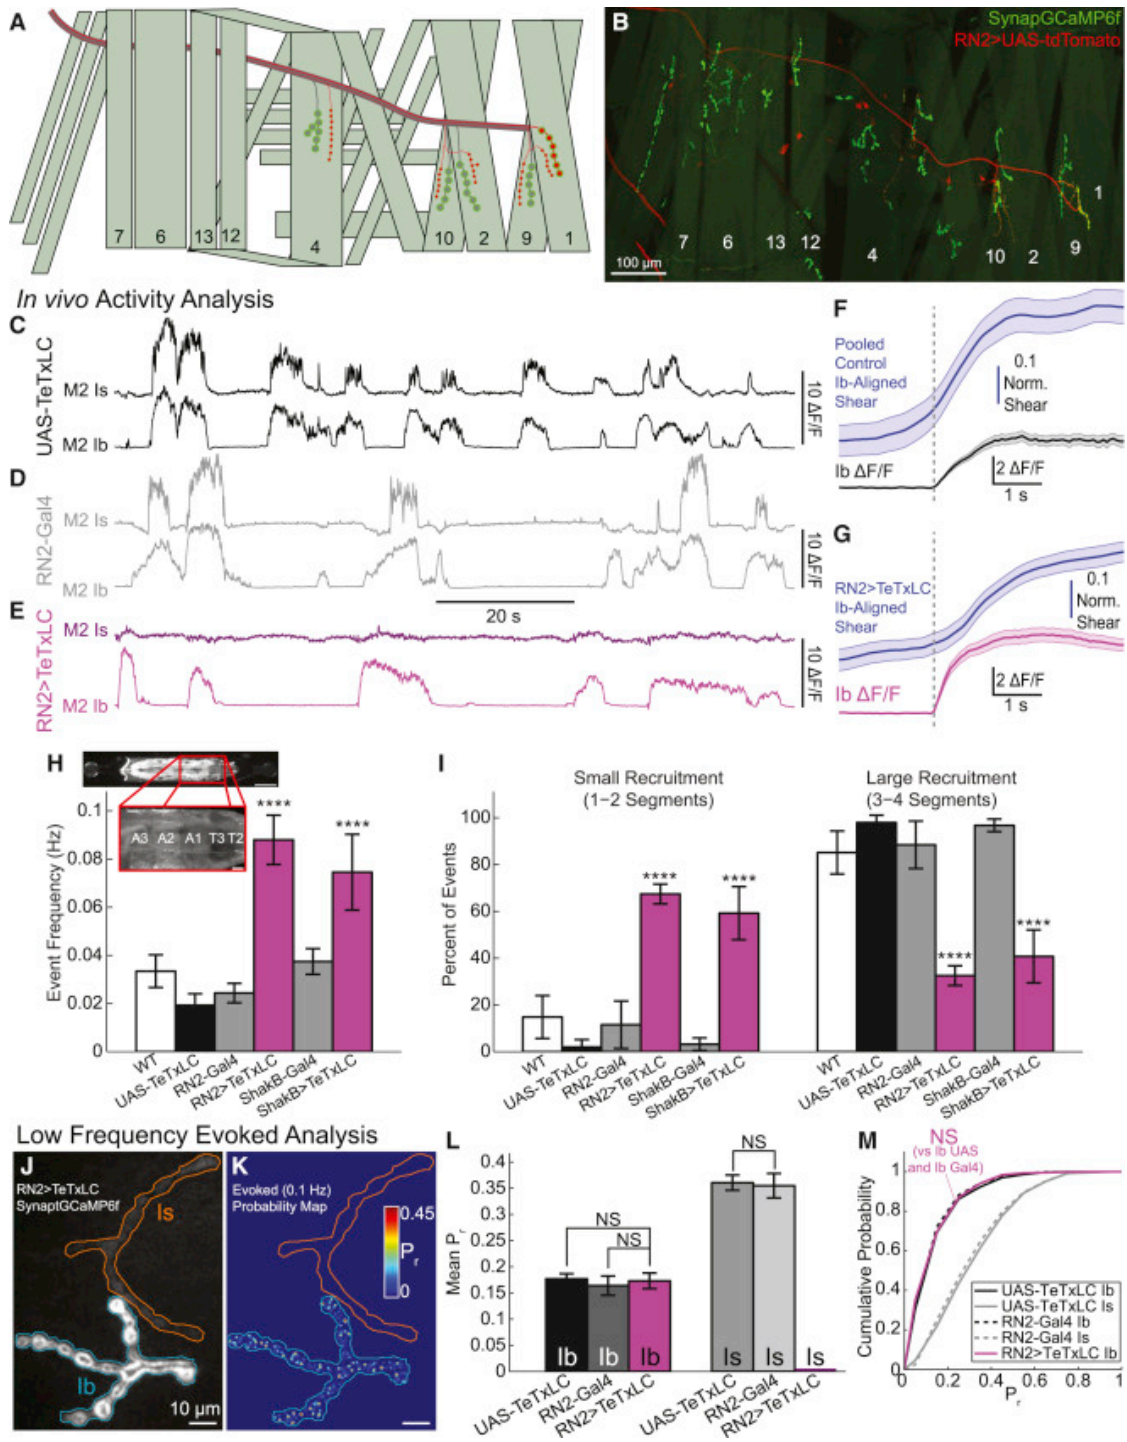 A
7
6
13
12
4
10
2
9
1
B
SynapGCaMP6f
RN2>UAS-tdTomato
7
6
13
12
4
10
2
9
1
100 µm
In vivo Activity Analysis
C
UAS-TeTxLC
M2 Is
M2 Ib
10 ΔF/F
D
RN2-Gal4
M2 Is
M2 Ib
10 ΔF/F
20 s
E
RN2>TeTxLC
M2 Is
M2 Ib
10 ΔF/F
F
Pooled
Control
Ib-Aligned
Shear
0.1
Norm.
Shear
Ib ΔF/F
2 ΔF/F
1 s
G
RN2>TeTxLC
Ib-Aligned
Shear
0.1
Norm.
Shear
Ib ΔF/F
2 ΔF/F
1 s
H
A3 A2 A1 T3 T2
****
****
Event Frequency (Hz)
0.1
0.08
0.06
0.04
0.02
0
WT
UAS-TeTxLC
RN2-Gal4
RN2>TeTxLC
ShakB-Gal4
ShakB>TeTxLC
I
Small Recruitment
(1–2 Segments)
Large Recruitment
(3–4 Segments)
Percent of Events
100
80
60
40
20
0
****
****
****
****
WT
UAS-TeTxLC
RN2-Gal4
RN2>TeTxLC
ShakB-Gal4
ShakB>TeTxLC
WT
UAS-TeTxLC
RN2-Gal4
RN2>TeTxLC
ShakB-Gal4
ShakB>TeTxLC
Low Frequency Evoked Analysis
J
RN2>TeTxLC
SynaptGCaMP6f
Is
Ib
10 µm
K
Evoked (0.1 Hz)
Probability Map
0.45
Pr
0
L
Mean Pr
0.4
0.35
0.3
0.25
0.2
0.15
0.1
0.05
0
NS
NS
NS
Ib
Ib
Ib
Is
Is
Is
UAS-TeTxLC
RN2-Gal4
RN2>TeTxLC
UAS-TeTxLC
RN2-Gal4
RN2>TeTxLC
M
NS
(vs Ib UAS
and Ib Gal4)
Cumulative Probability
1
0.8
0.6
0.4
0.2
0
UAS-TeTxLC Ib
UAS-TeTxLC Is
RN2-Gal4 Ib
RN2-Gal4 Is
RN2>TeTxLC Ib
0 0.2 0.4 0.6 0.8 1
Pr